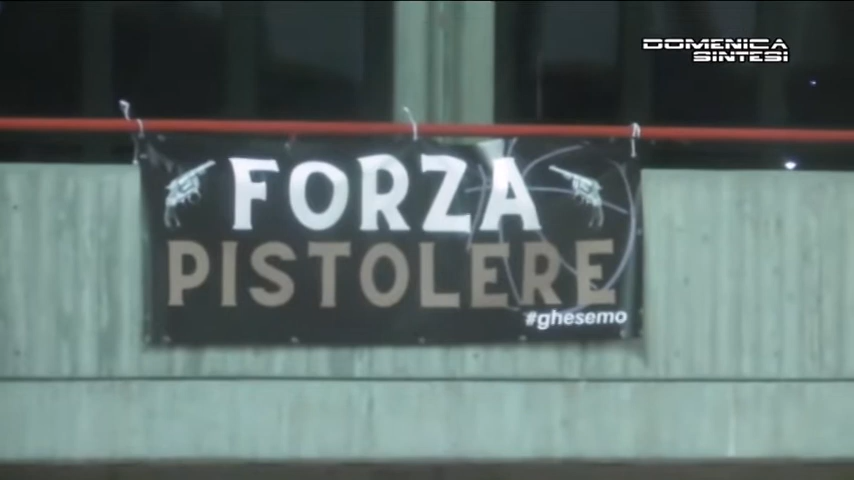 DOMENICA
SINTESI
FORZA
PISTOLERE
#ghesemo